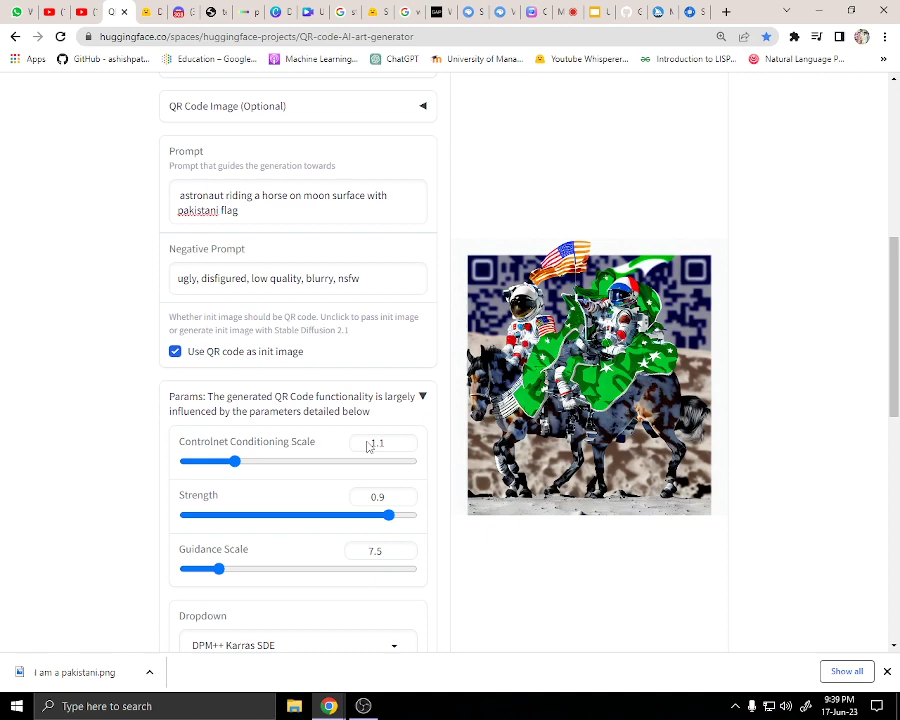 W
('
('
Q
D
to
p
D
U
s
S
v
W
S
V
C
M
L
G
M
S
huggingface.co/spaces/huggingface-projects/QR-code-AI-art-generator
Apps
GitHub - ashishpat...
Education – Google...
Machine Learning...
ChatGPT
University of Mana...
Youtube Whisperer...
Introduction to LISP...
Natural Language P...
»
QR Code Image (Optional)
Prompt
Prompt that guides the generation towards
astronaut riding a horse on moon surface with
pakistani flag
Negative Prompt
ugly, disfigured, low quality, blurry, nsfw
Whether init image should be QR code. Unclick to pass init image
or generate init image with Stable Diffusion 2.1
Use QR code as init image
Params: The generated QR Code functionality is largely
influenced by the parameters detailed below
Controlnet Conditioning Scale
1.1
Strength
0.9
Guidance Scale
7.5
Dropdown
DPM++ Karras SDE
I am a pakistani.png
Show all
Type here to search
9:39 PM
17-Jun-23